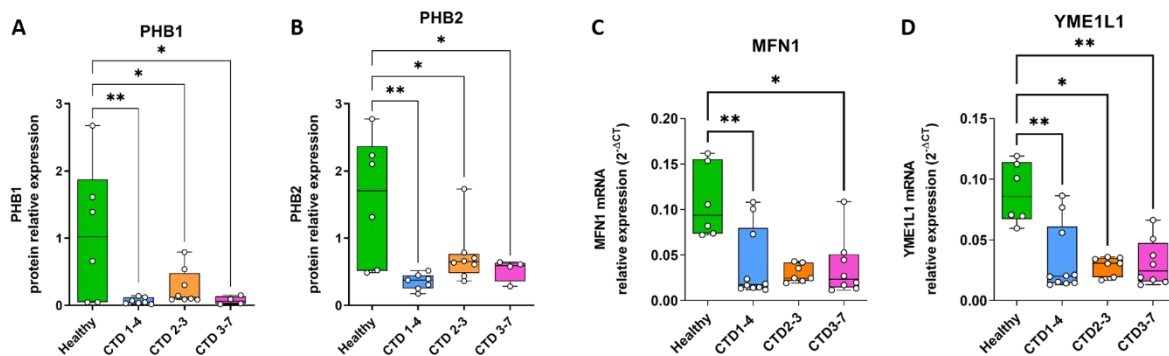 A
PHB1
*
*
**
PHB1
protein relative expression
3
2
1
0
Healthy
CTD 1-4
CTD 2-3
CTD 3-7
B
PHB2
*
*
**
PHB2
protein relative expression
3
2
1
0
Healthy
CTD 1-4
CTD 2-3
CTD 3-7
C
MFN1
*
**
MFN1 mRNA
relative expression (2^-ΔCT)
0.20
0.15
0.10
0.05
0.00
Healthy
CTD1-4
CTD2-3
CTD3-7
D
YME1L1
**
*
**
YME1L1 mRNA
relative expression (2^-ΔCT)
0.15
0.10
0.05
0.00
Healthy
CTD1-4
CTD2-3
CTD3-7